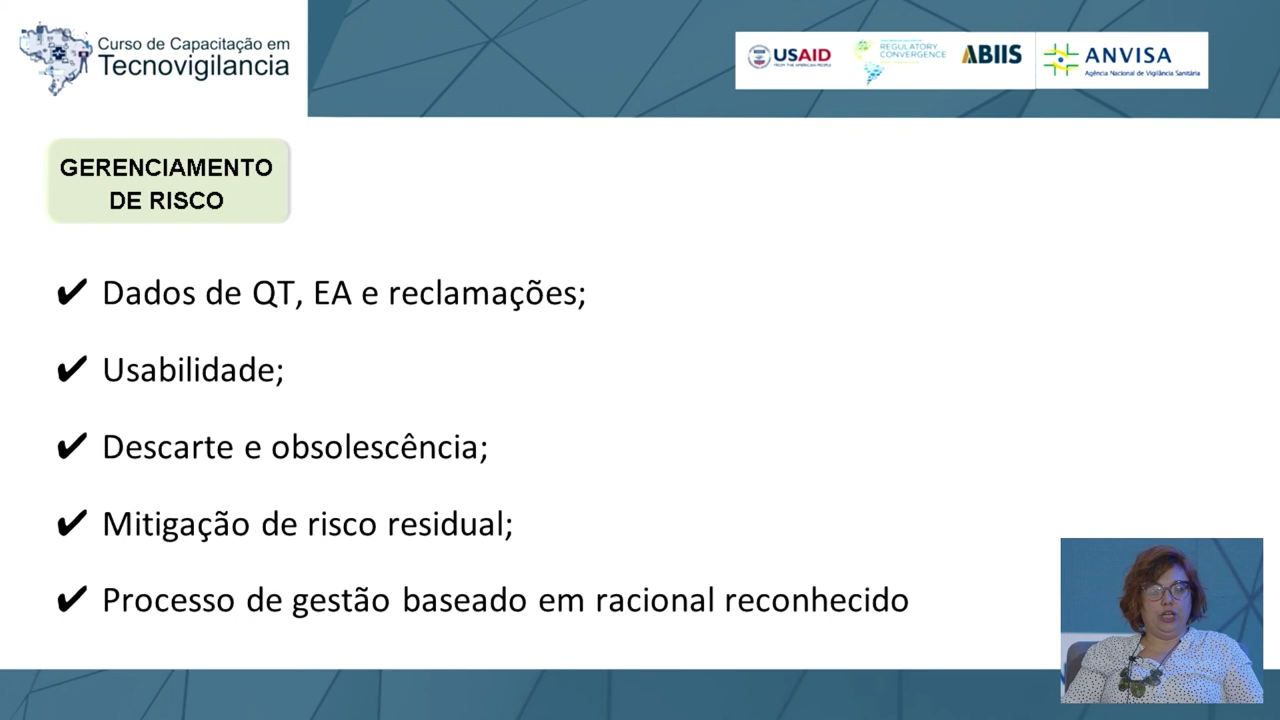 Curso de Capacitação em
Tecnovigilancia
USAID
FROM THE AMERICAN PEOPLE
REGULATORY
CONVERGENCE
ABIIS
ANVISA
Agência Nacional de Vigilância Sanitária
GERENCIAMENTO
DE RISCO
✔ Dados de QT, EA e reclamações;
✔ Usabilidade;
✔ Descarte e obsolescência;
✔ Mitigação de risco residual;
✔ Processo de gestão baseado em racional reconhecido